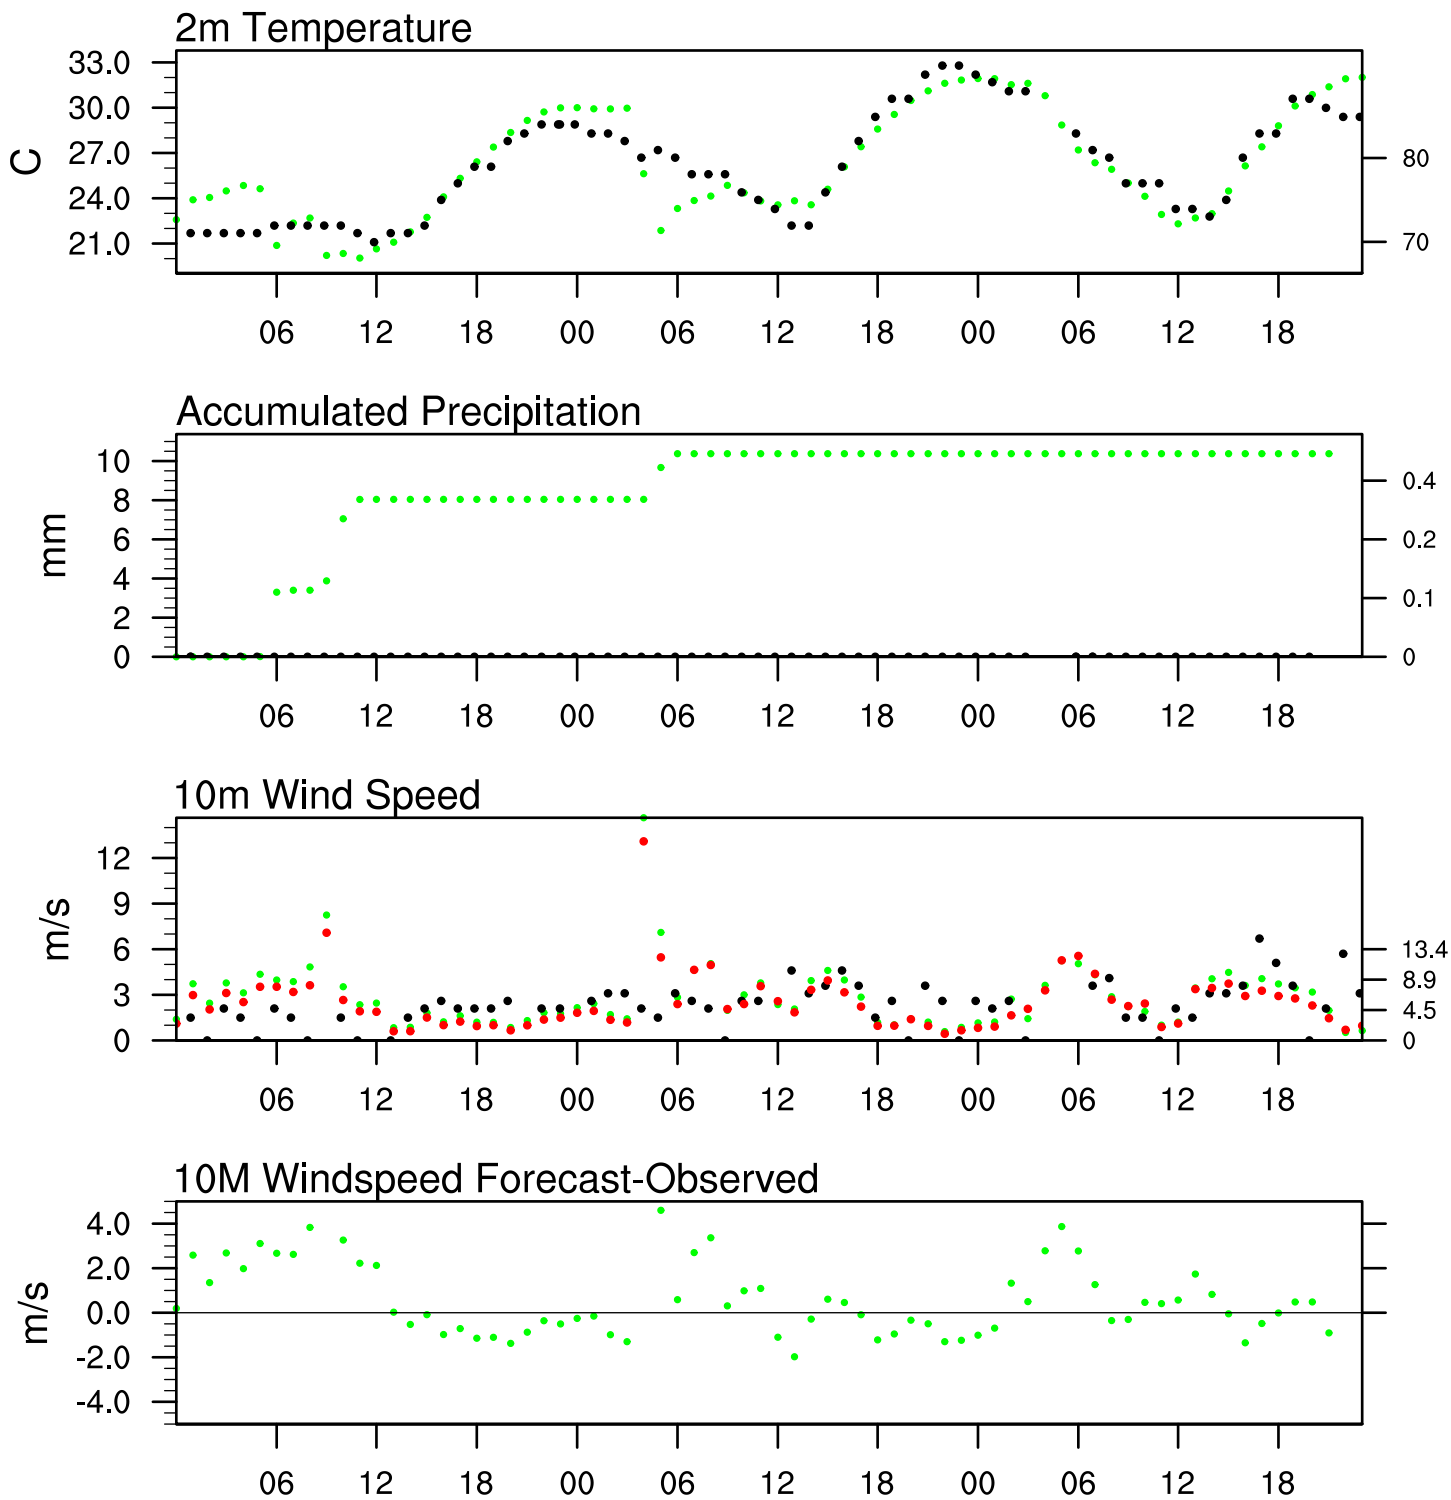 2m Temperature
33.0
30.0
27.0
24.0
21.0
C
80
70
06 12 18 00 06 12 18 00 06 12 18
Accumulated Precipitation
10
8
6
4
2
0
mm
0.4
0.2
0.1
0
06 12 18 00 06 12 18 00 06 12 18
10m Wind Speed
12
9
6
3
0
m/s
13.4
8.9
4.5
0
06 12 18 00 06 12 18 00 06 12 18
10M Windspeed Forecast-Observed
4.0
2.0
0.0
-2.0
-4.0
m/s
06 12 18 00 06 12 18 00 06 12 18